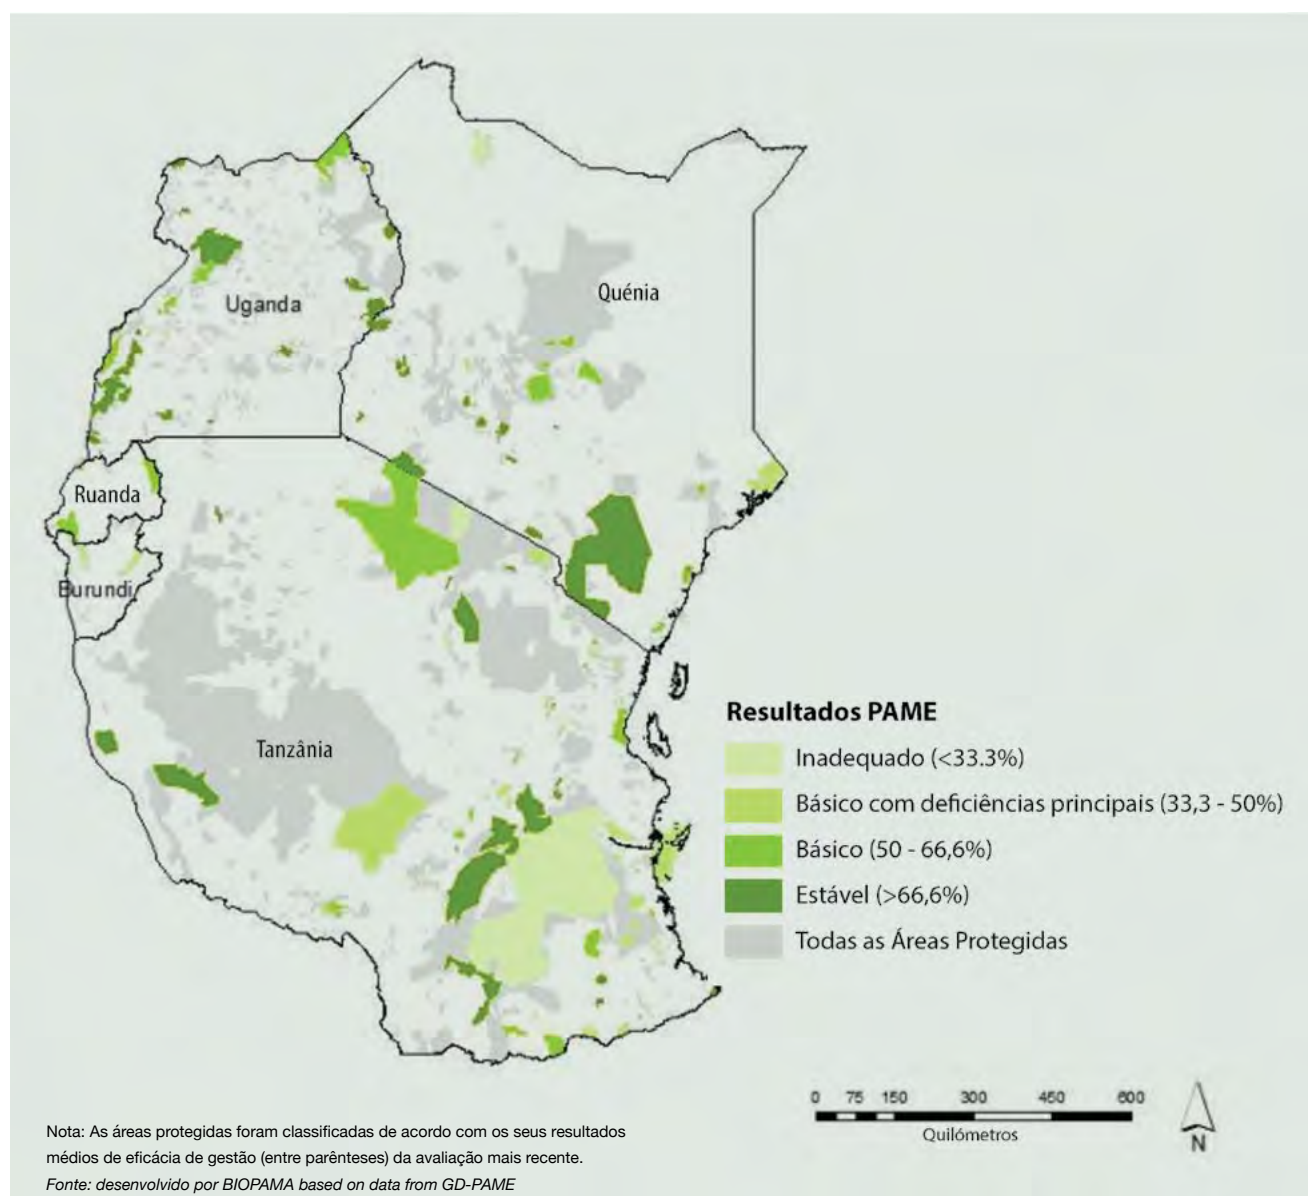 Quénia
Uganda
Ruanda
Burundi
Tanzânia
Resultados PAME
Inadequado (<33.3%)
Básico com deficiências principais (33,3 - 50%)
Básico (50 - 66,6%)
Estável (>66,6%)
Todas as Áreas Protegidas
0 75 150 300 450 600
Quilómetros
N
Nota: As áreas protegidas foram classificadas de acordo com os seus resultados
médios de eficácia de gestão (entre parênteses) da avaliação mais recente.
Fonte: desenvolvido por BIOPAMA based on data from GD-PAME